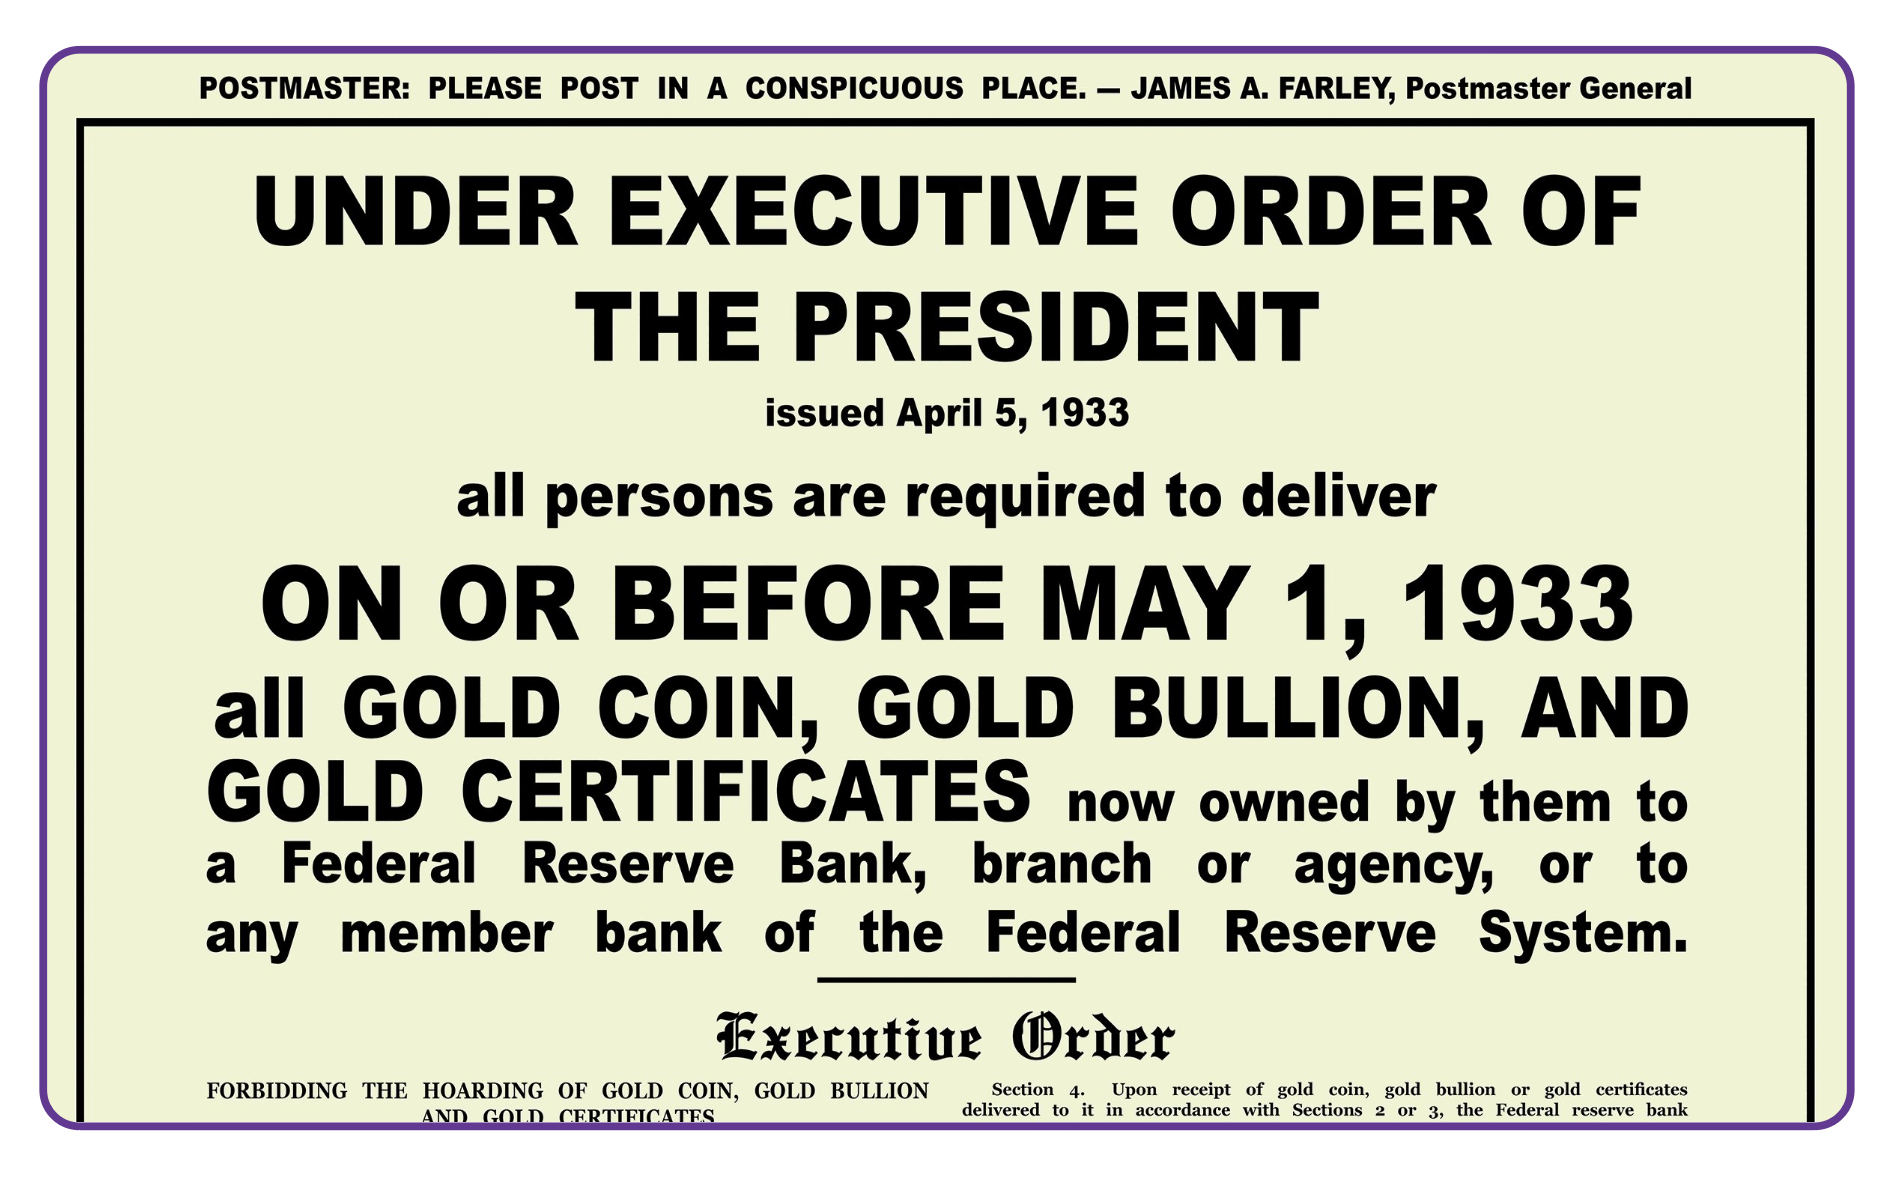 POSTMASTER: PLEASE POST IN A CONSPICUOUS PLACE. — JAMES A. FARLEY, Postmaster General
UNDER EXECUTIVE ORDER OF
THE PRESIDENT
issued April 5, 1933
all persons are required to deliver
ON OR BEFORE MAY 1, 1933
all GOLD COIN, GOLD BULLION, AND
GOLD CERTIFICATES now owned by them to
a Federal Reserve Bank, branch or agency, or to
any member bank of the Federal Reserve System.
Executive Order
FORBIDDING THE HOARDING OF GOLD COIN, GOLD BULLION
AND GOLD CERTIFICATES
Section 4. Upon receipt of gold coin, gold bullion or gold certificates
delivered to it in accordance with Sections 2 or 3, the Federal reserve bank